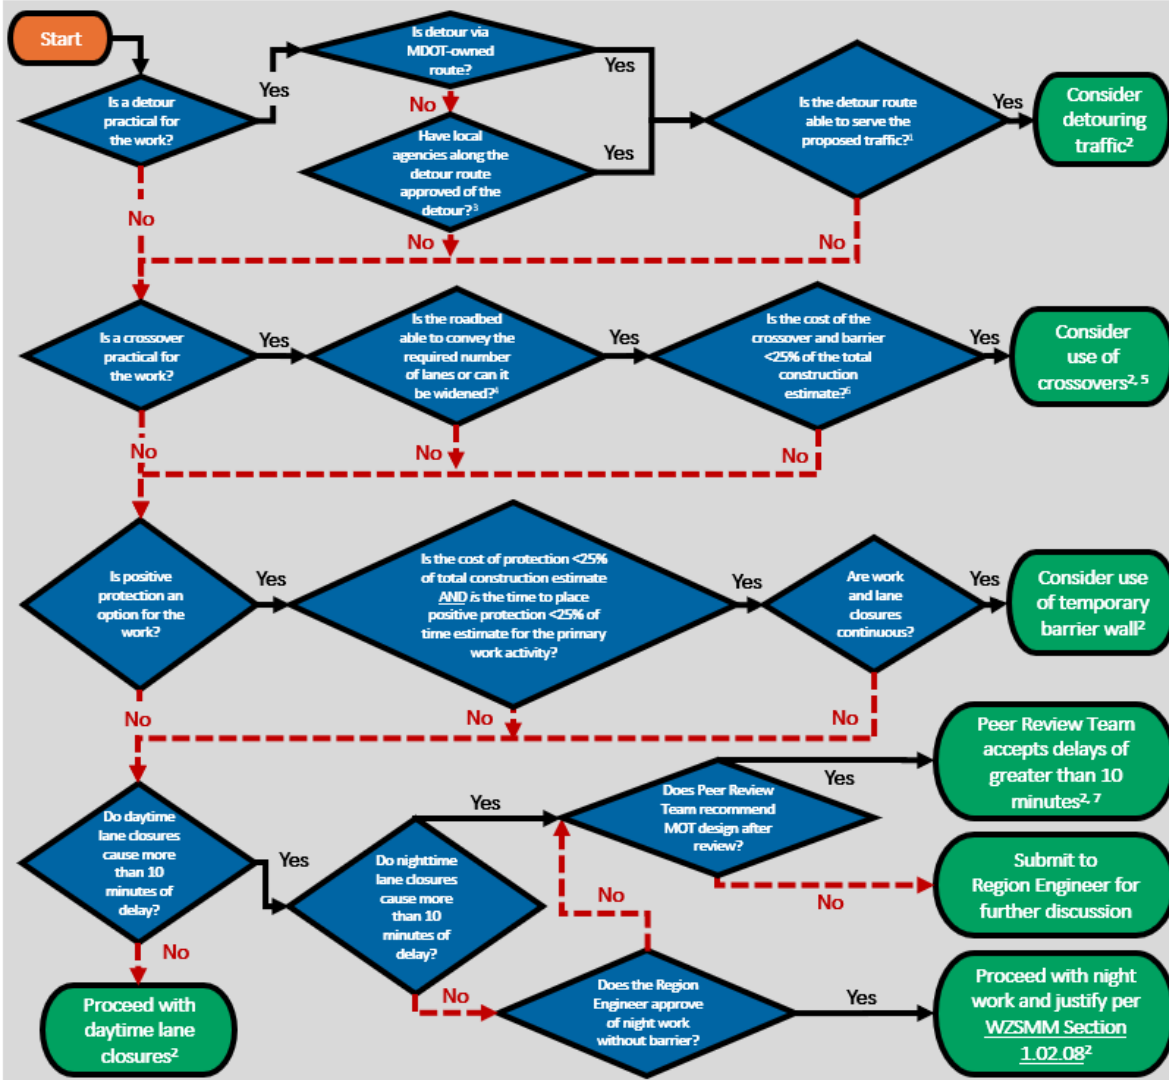 Start
Is a detour
practical for
the work?
Yes
Is detour via
MDOT-owned
route?
Yes
No
Have local
agencies along the
detour route
approved of the
detour?³
Yes
No
Is the detour route
able to serve the
proposed traffic?¹
Yes
No
Consider
detouring
traffic²
No
Is a crossover
practical for
the work?
Yes
Is the roadbed
able to convey the
required number
of lanes or can it
be widened?⁴
Yes
Is the cost of the
crossover and barrier
<25% of the total
construction
estimate?⁶
Yes
Consider
use of
crossovers²˒ ⁵
No
No
No
Is positive
protection an
option for the
work?
Yes
Is the cost of protection <25%
of total construction estimate
AND is the time to place
positive protection <25% of
time estimate for the primary
work activity?
Yes
Are work
and lane
closures
continuous?
Yes
Consider use
of temporary
barrier wall²
No
No
No
Do daytime
lane closures
cause more
than 10
minutes of
delay?
Yes
Do nighttime
lane closures
cause more
than 10
minutes of
delay?
Yes
Does Peer Review
Team recommend
MOT design after
review?
Yes
Peer Review Team
accepts delays of
greater than 10
minutes²˒ ⁷
No
Submit to
Region Engineer for
further discussion
No
No
Proceed with
daytime lane
closures²
No
Does the Region
Engineer approve
of night work
without barrier?
Yes
Proceed with night
work and justify per
WZSMM Section
1.02.08²